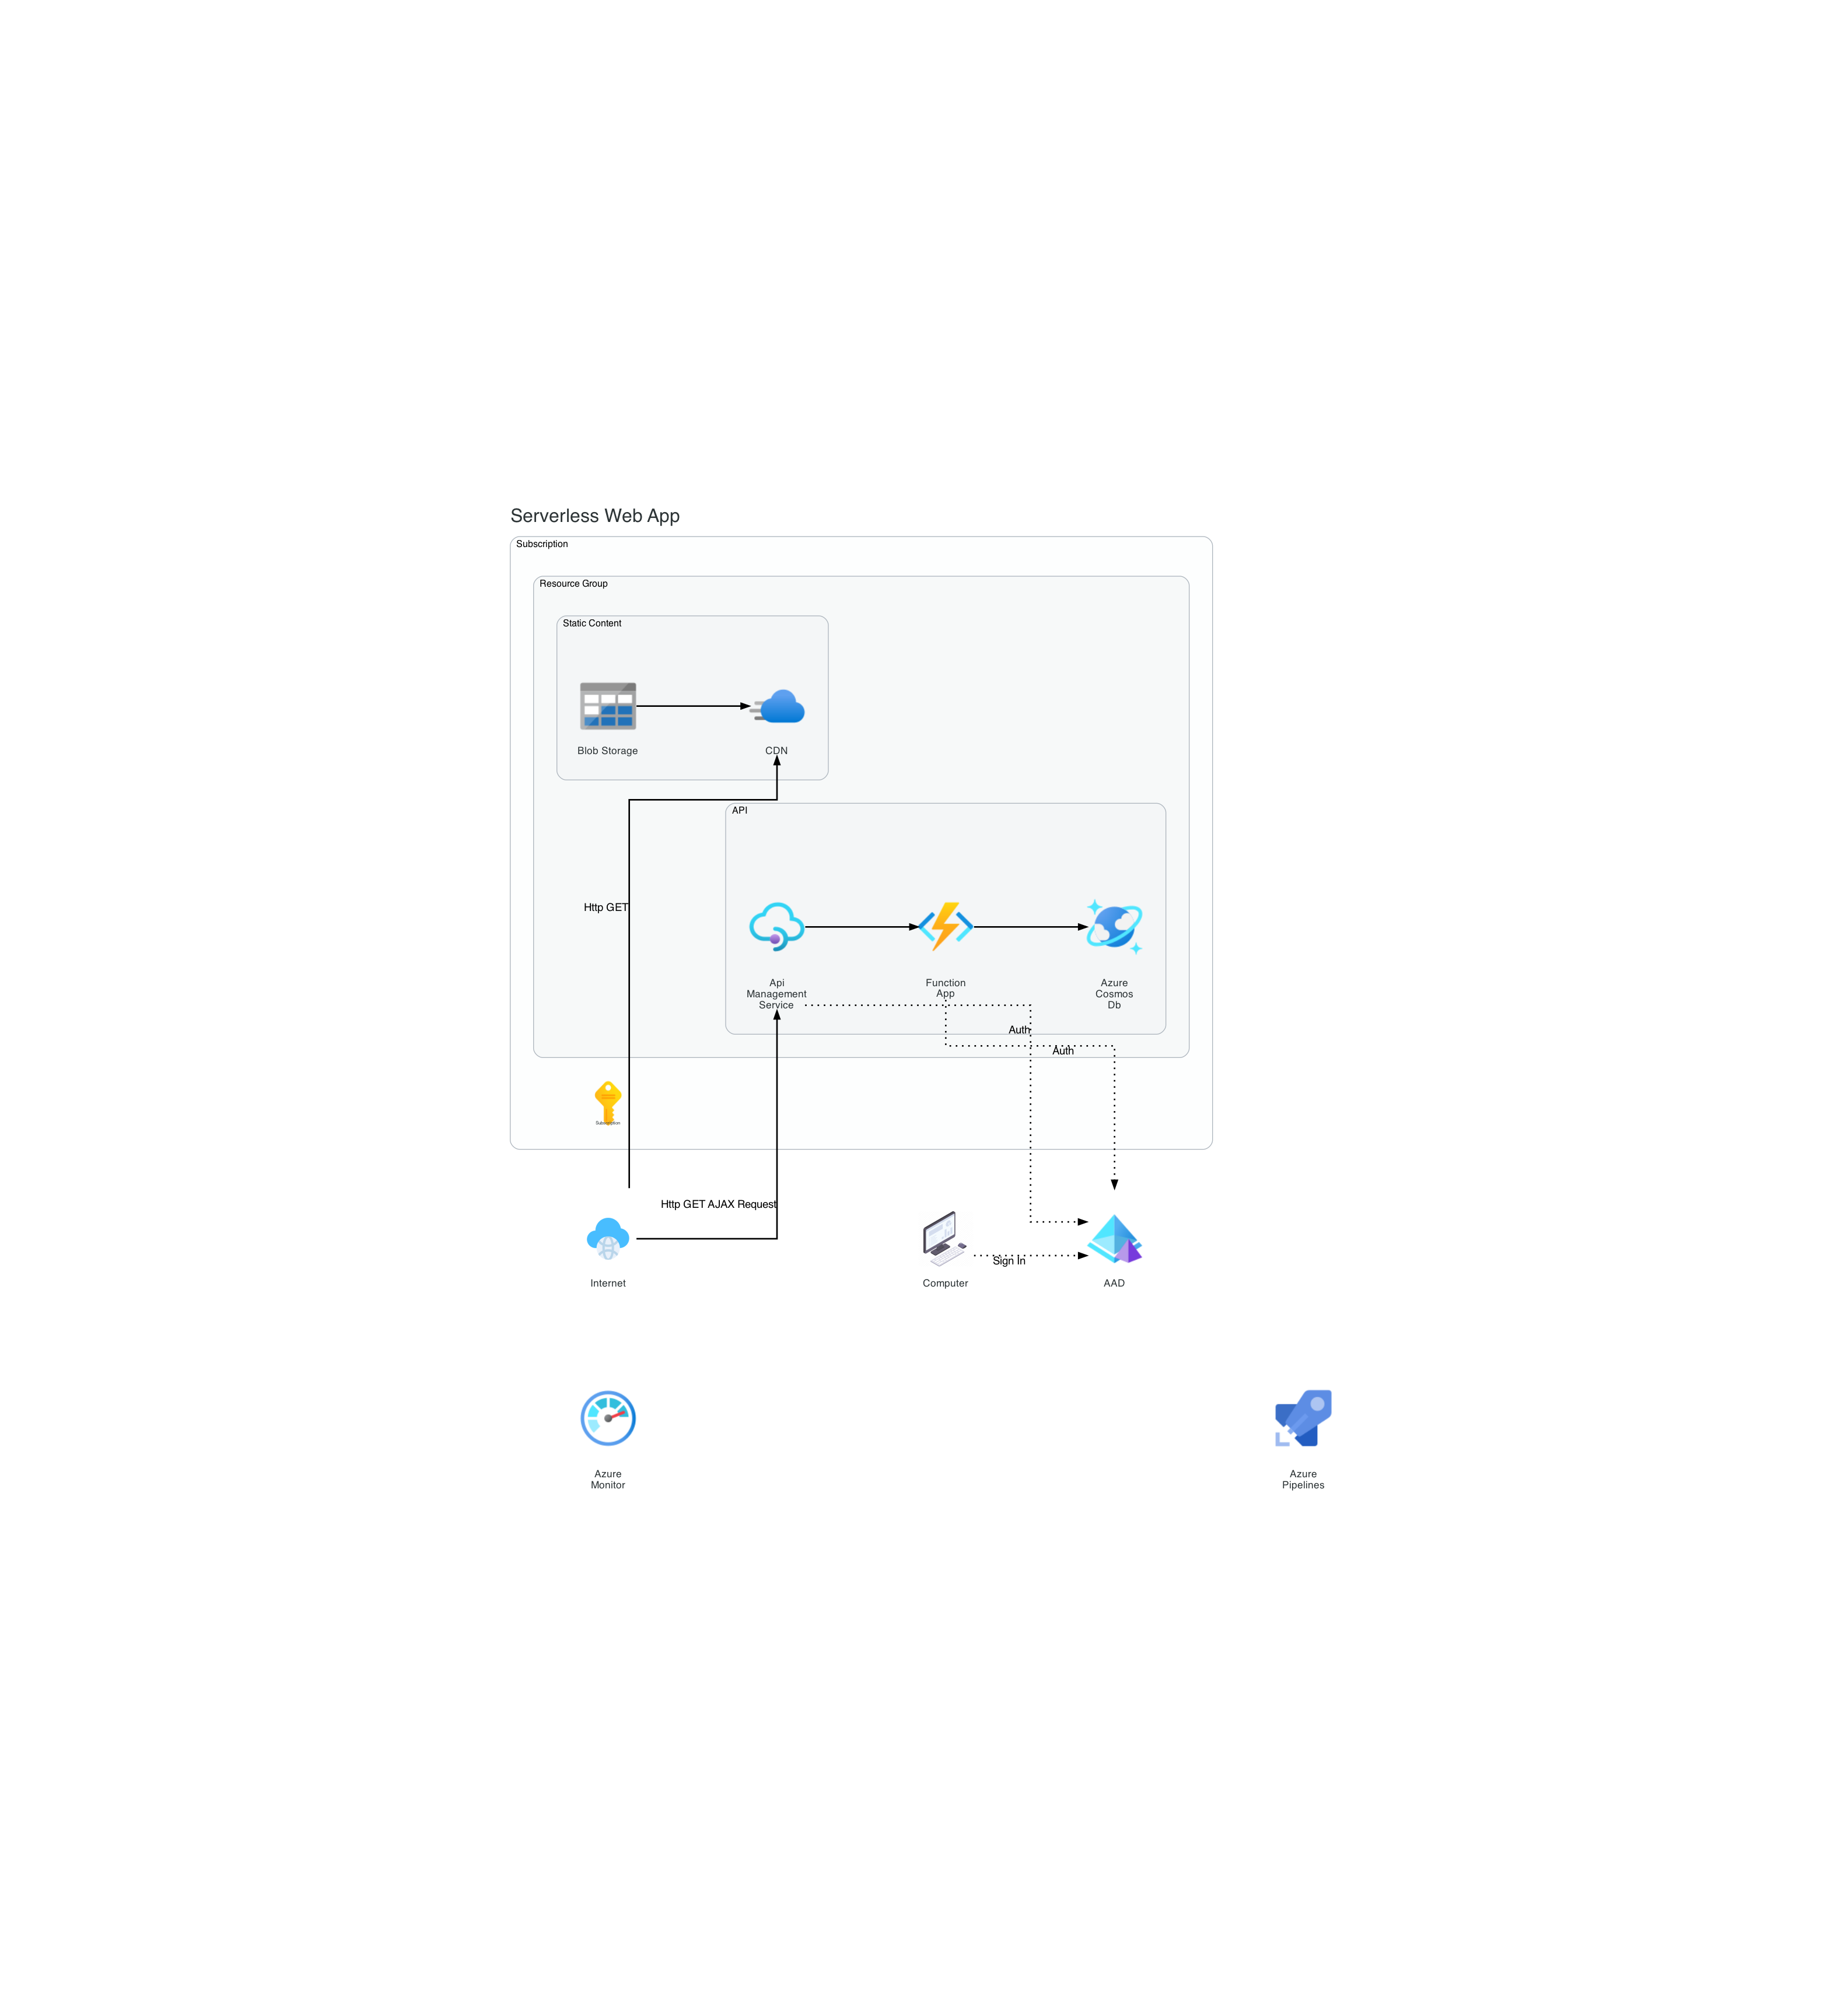 Serverless Web App
Subscription
Resource Group
Static Content
Blob Storage
CDN
API
Http GET
Api
Management
Service
Function
App
Azure
Cosmos
Db
Auth
Auth
Subscription
Http GET AJAX Request
Internet
Computer
Sign In
AAD
Azure
Monitor
Azure
Pipelines